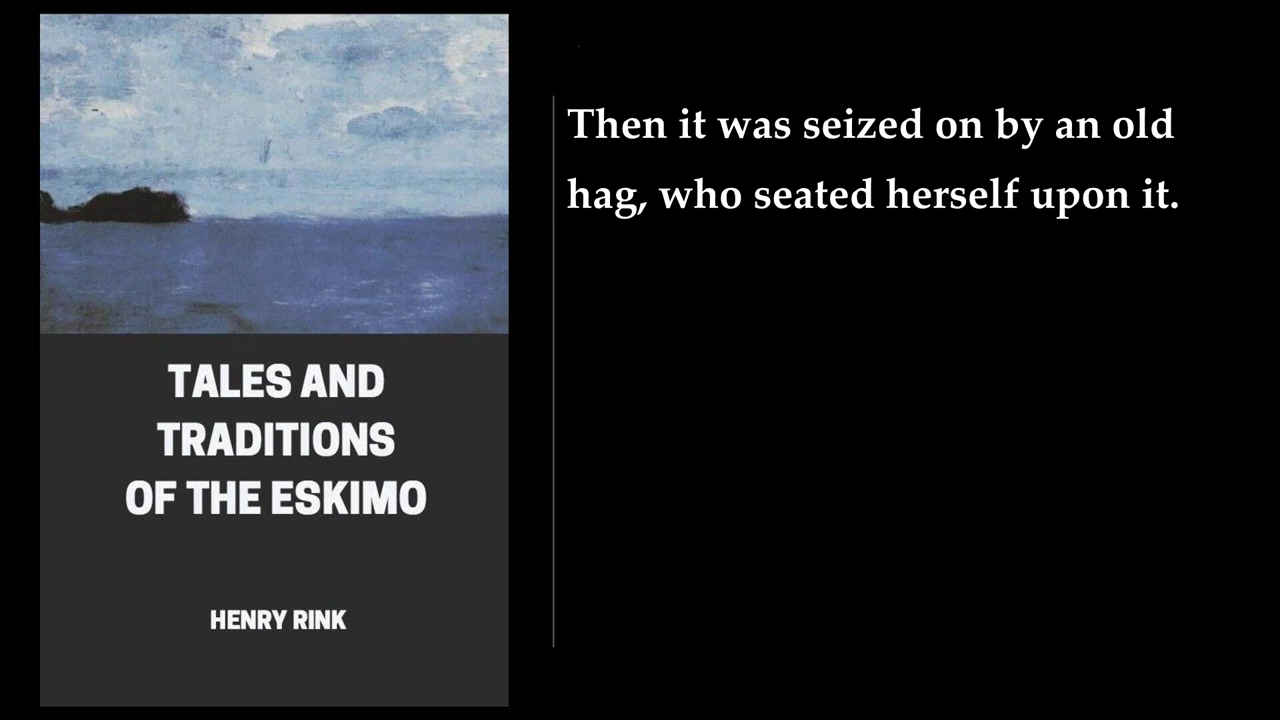 TALES AND
TRADITIONS
OF THE ESKIMO
HENRY RINK
Then it was seized on by an old
hag, who seated herself upon it.